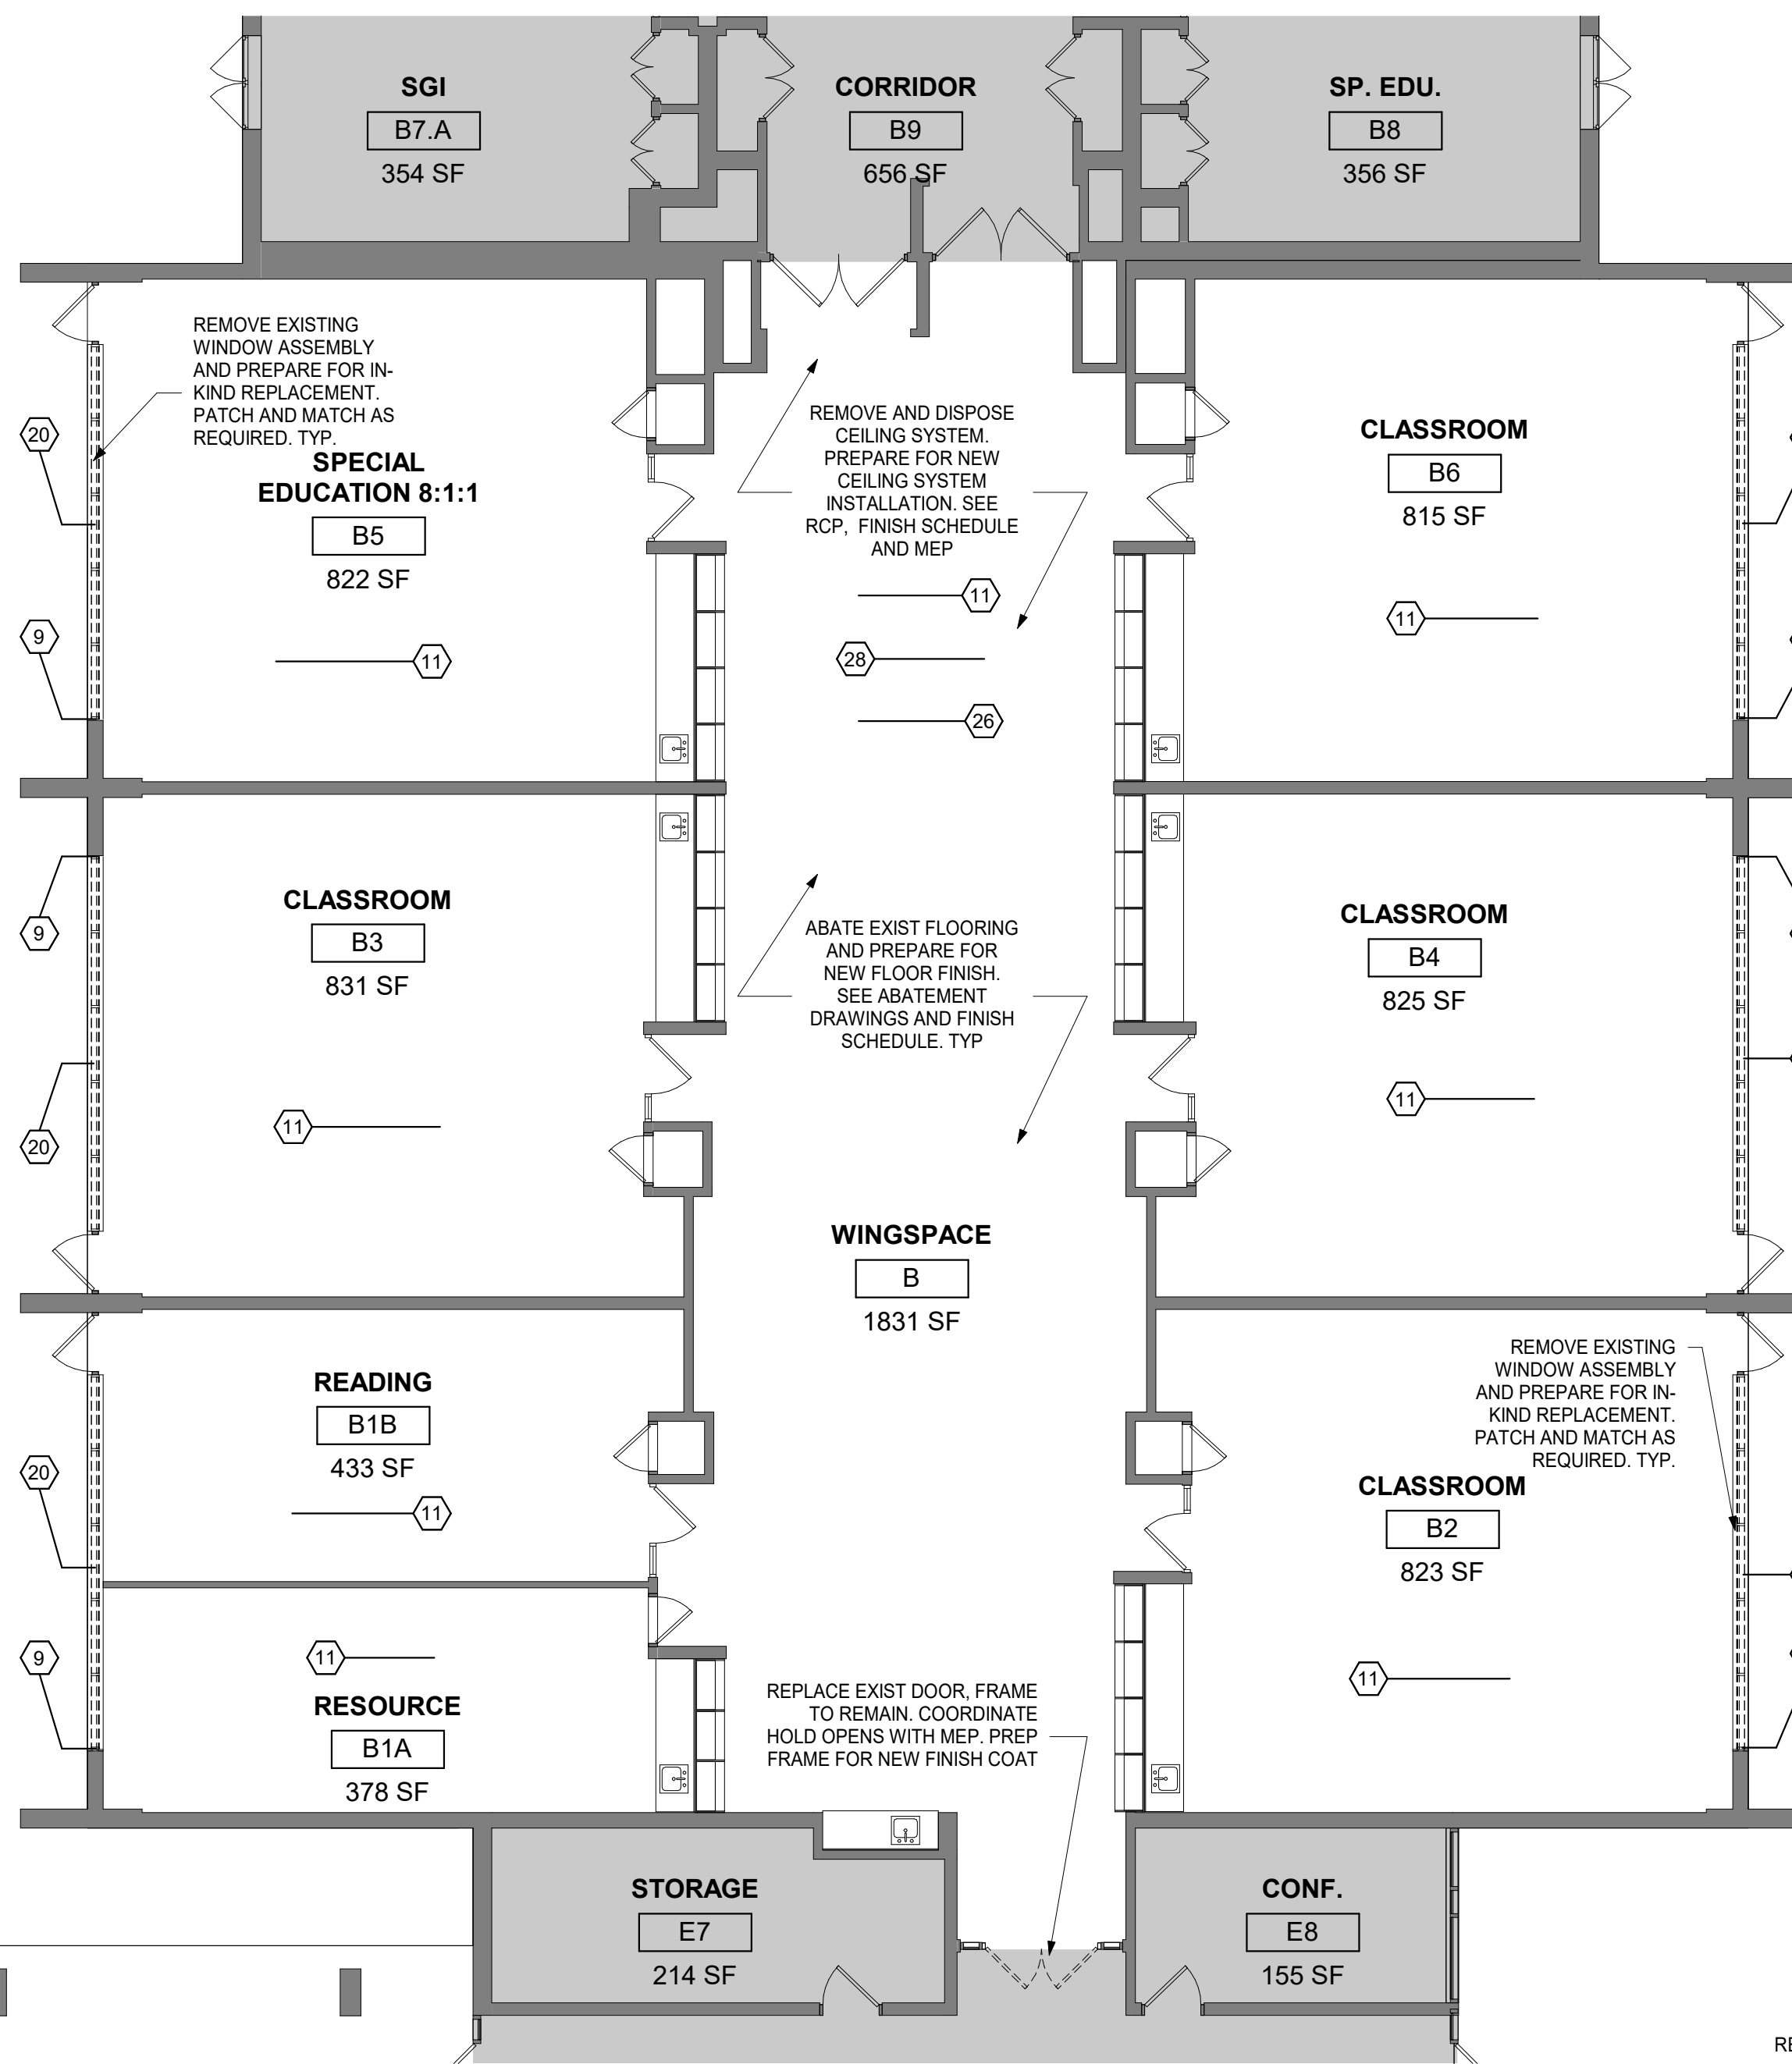 SGI
B7.A
354 SF
CORRIDOR
B9
656 SF
SP. EDU.
B8
356 SF
REMOVE EXISTING
WINDOW ASSEMBLY
AND PREPARE FOR IN-
KIND REPLACEMENT.
PATCH AND MATCH AS
REQUIRED. TYP.
20
SPECIAL
EDUCATION 8:1:1
B5
822 SF
9
11
REMOVE AND DISPOSE
CEILING SYSTEM.
PREPARE FOR NEW
CEILING SYSTEM
INSTALLATION. SEE
RCP, FINISH SCHEDULE
AND MEP
11
28
26
CLASSROOM
B6
815 SF
11
CLASSROOM
B3
831 SF
9
11
20
ABATE EXIST FLOORING
AND PREPARE FOR
NEW FLOOR FINISH.
SEE ABATEMENT
DRAWINGS AND FINISH
SCHEDULE. TYP
CLASSROOM
B4
825 SF
11
WINGSPACE
B
1831 SF
READING
B1B
433 SF
20
11
REMOVE EXISTING
WINDOW ASSEMBLY
AND PREPARE FOR IN-
KIND REPLACEMENT.
PATCH AND MATCH AS
REQUIRED. TYP.
CLASSROOM
B2
823 SF
11
9
11
RESOURCE
B1A
378 SF
REPLACE EXIST DOOR, FRAME
TO REMAIN. COORDINATE
HOLD OPENS WITH MEP. PREP
FRAME FOR NEW FINISH COAT
STORAGE
E7
214 SF
CONF.
E8
155 SF